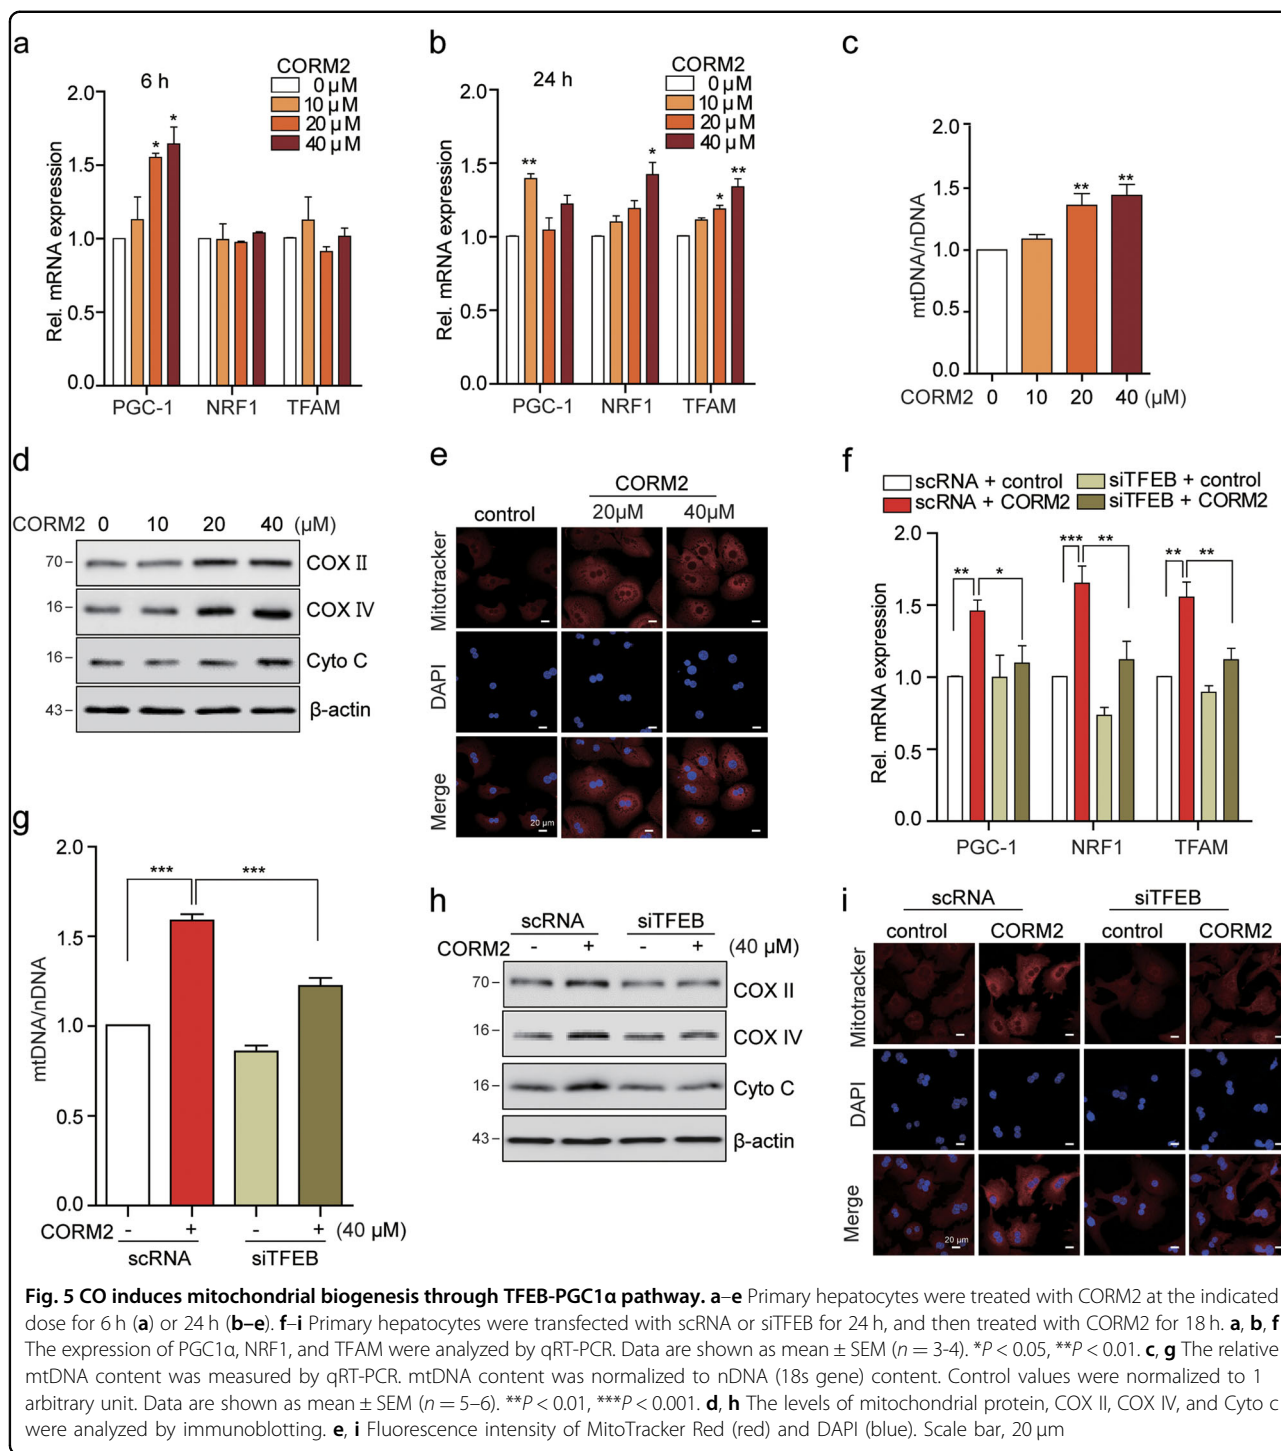 a
6 h
CORM2
0 µM
10 µM
20 µM
40 µM
Rel. mRNA expression
2.0
1.5
1.0
0.5
0.0
*
*
PGC-1
NRF1
TFAM
b
24 h
CORM2
0 µM
10 µM
20 µM
40 µM
Rel. mRNA expression
2.0
1.5
1.0
0.5
0.0
**
*
*
**
PGC-1
NRF1
TFAM
c
mtDNA/nDNA
2.0
1.5
1.0
0.5
0.0
**
**
CORM2 0 10 20 40 (µM)
d
CORM2 0 10 20 40 (µM)
70 COX II
16 COX IV
16 Cyto C
43 β-actin
e
CORM2
control 20µM 40µM
Mitotracker
DAPI
Merge
20 µm
f
scRNA + control
siTFEB + control
scRNA + CORM2
siTFEB + CORM2
Rel. mRNA expression
2.0
1.5
1.0
0.5
0.0
** *
*** **
** **
PGC-1
NRF1
TFAM
g
mtDNA/nDNA
2.0
1.5
1.0
0.5
0.0
*** ***
CORM2 - + - + (40 µM)
scRNA siTFEB
h
scRNA siTFEB
CORM2 - + - + (40 µM)
70 COX II
16 COX IV
16 Cyto C
43 β-actin
i
scRNA siTFEB
control CORM2 control CORM2
Mitotracker
DAPI
Merge
20 µm
Fig. 5 CO induces mitochondrial biogenesis through TFEB-PGC1α pathway. a–e Primary hepatocytes were treated with CORM2 at the indicated
dose for 6 h (a) or 24 h (b–e). f–i Primary hepatocytes were transfected with scRNA or siTFEB for 24 h, and then treated with CORM2 for 18 h. a, b, f
The expression of PGC1α, NRF1, and TFAM were analyzed by qRT-PCR. Data are shown as mean ± SEM (n = 3-4). *P < 0.05, **P < 0.01. c, g The relative
mtDNA content was measured by qRT-PCR. mtDNA content was normalized to nDNA (18s gene) content. Control values were normalized to 1
arbitrary unit. Data are shown as mean ± SEM (n = 5–6). **P < 0.01, ***P < 0.001. d, h The levels of mitochondrial protein, COX II, COX IV, and Cyto c
were analyzed by immunoblotting. e, i Fluorescence intensity of MitoTracker Red (red) and DAPI (blue). Scale bar, 20 µm